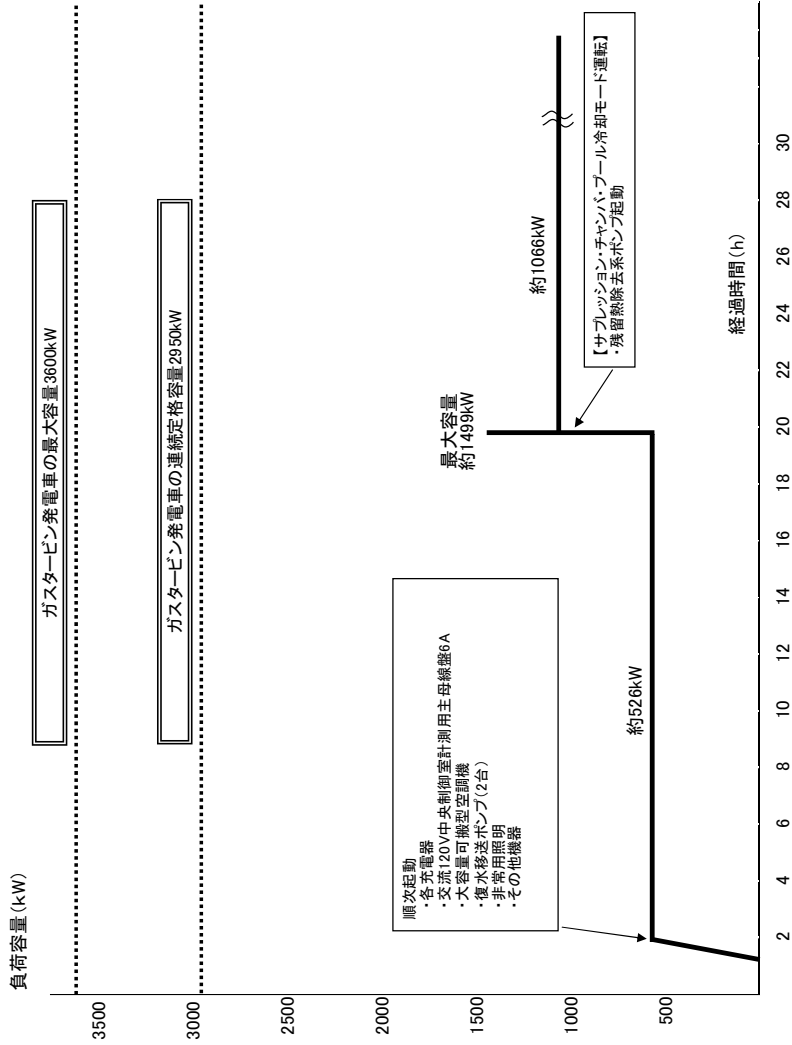 負荷容量(kW)
ガスタービン発電車の最大容量3600kW
3500
ガスタービン発電車の連続定格容量2950kW
3000
2500
2000
1500
1000
500
順次起動
・各充電器
・交流120V中央制御室計測用主母線盤6A
・大容量可搬型空調機
・復水移送ポンプ(2台)
・非常用照明
・その他機器
約526kW
最大容量
約1499kW
約1066kW
【サプレッション・チャンバ・プール冷却モード運転】
・残留熱除去系ポンプ起動
2 4 6 8 10 12 14 16 18 20 22 24 26 28 30
経過時間(h)